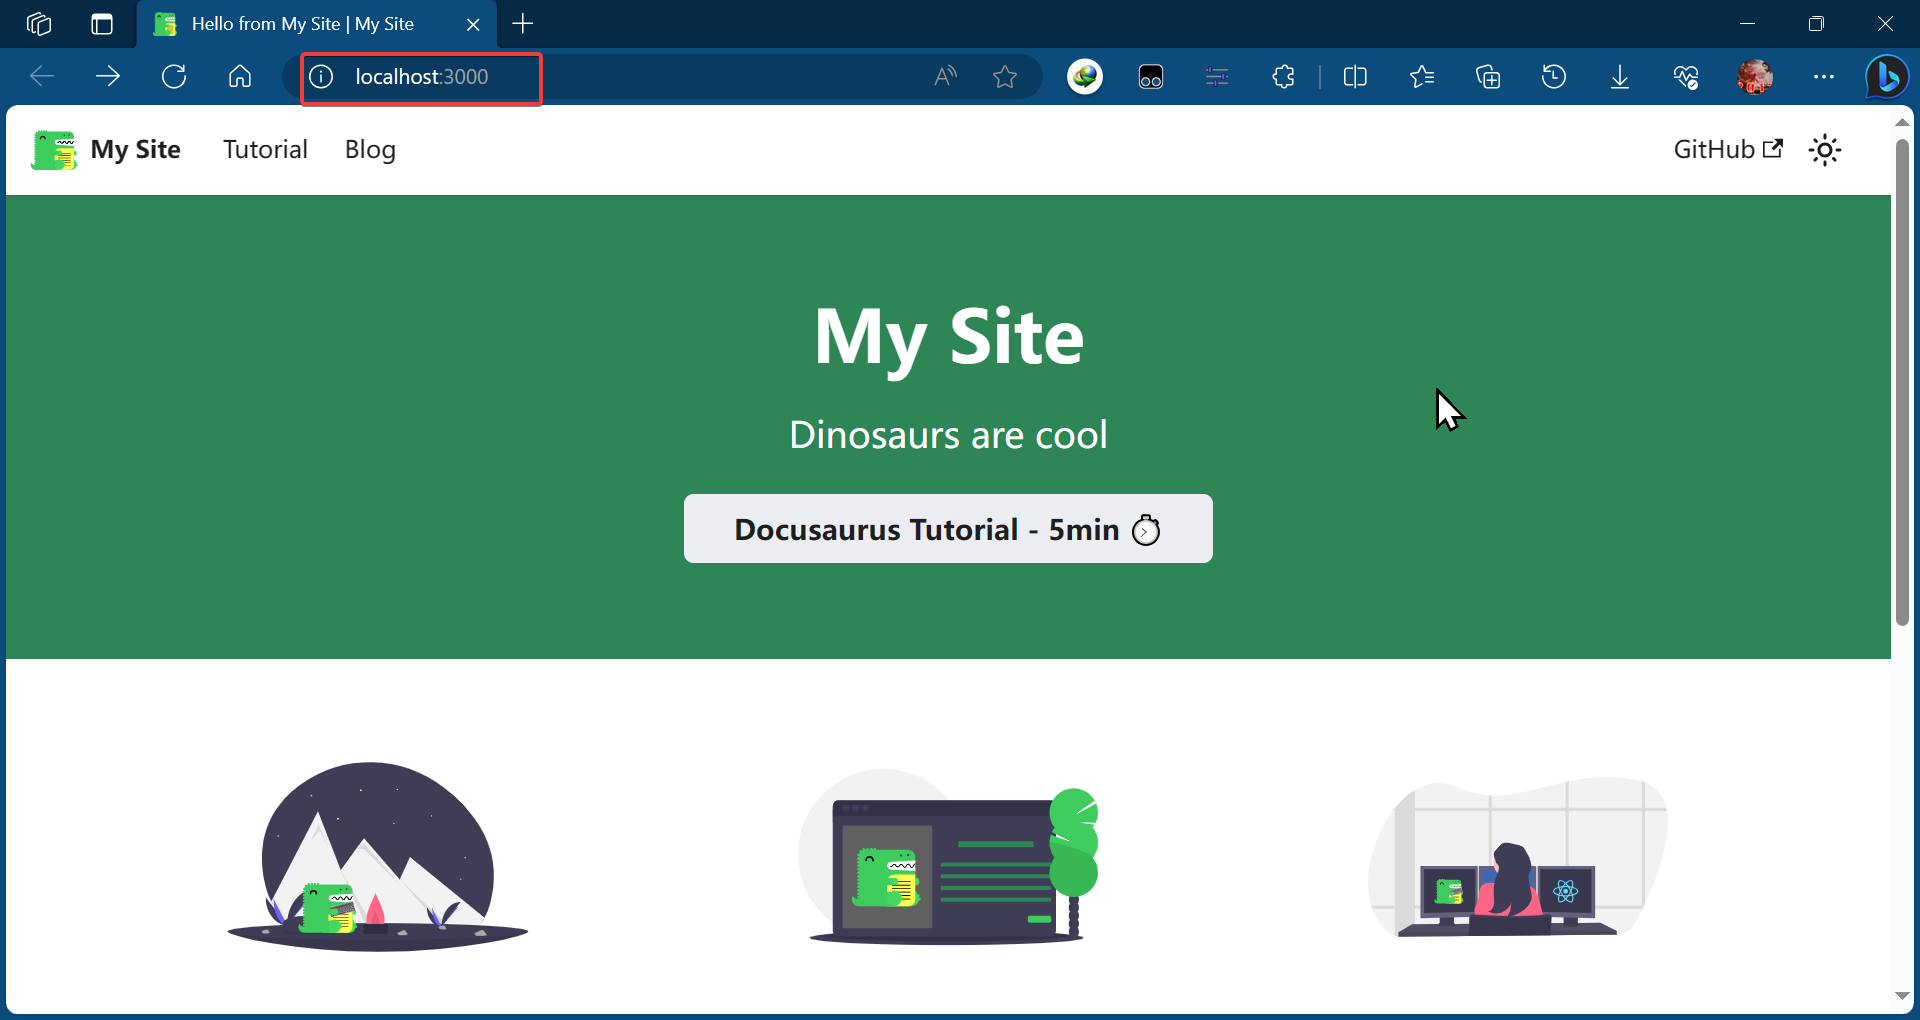 Hello from My Site | My Site
localhost:3000
My Site
Tutorial
Blog
GitHub
My Site
Dinosaurs are cool
Docusaurus Tutorial - 5min ⏱️